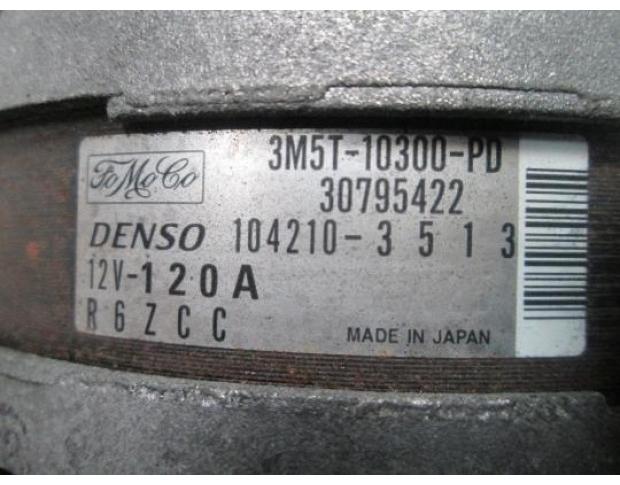 FoMoCo
3M5T-10300-PD
30795422
DENSO 104210-3513
12V-120A
R6ZCC
MADE IN JAPAN